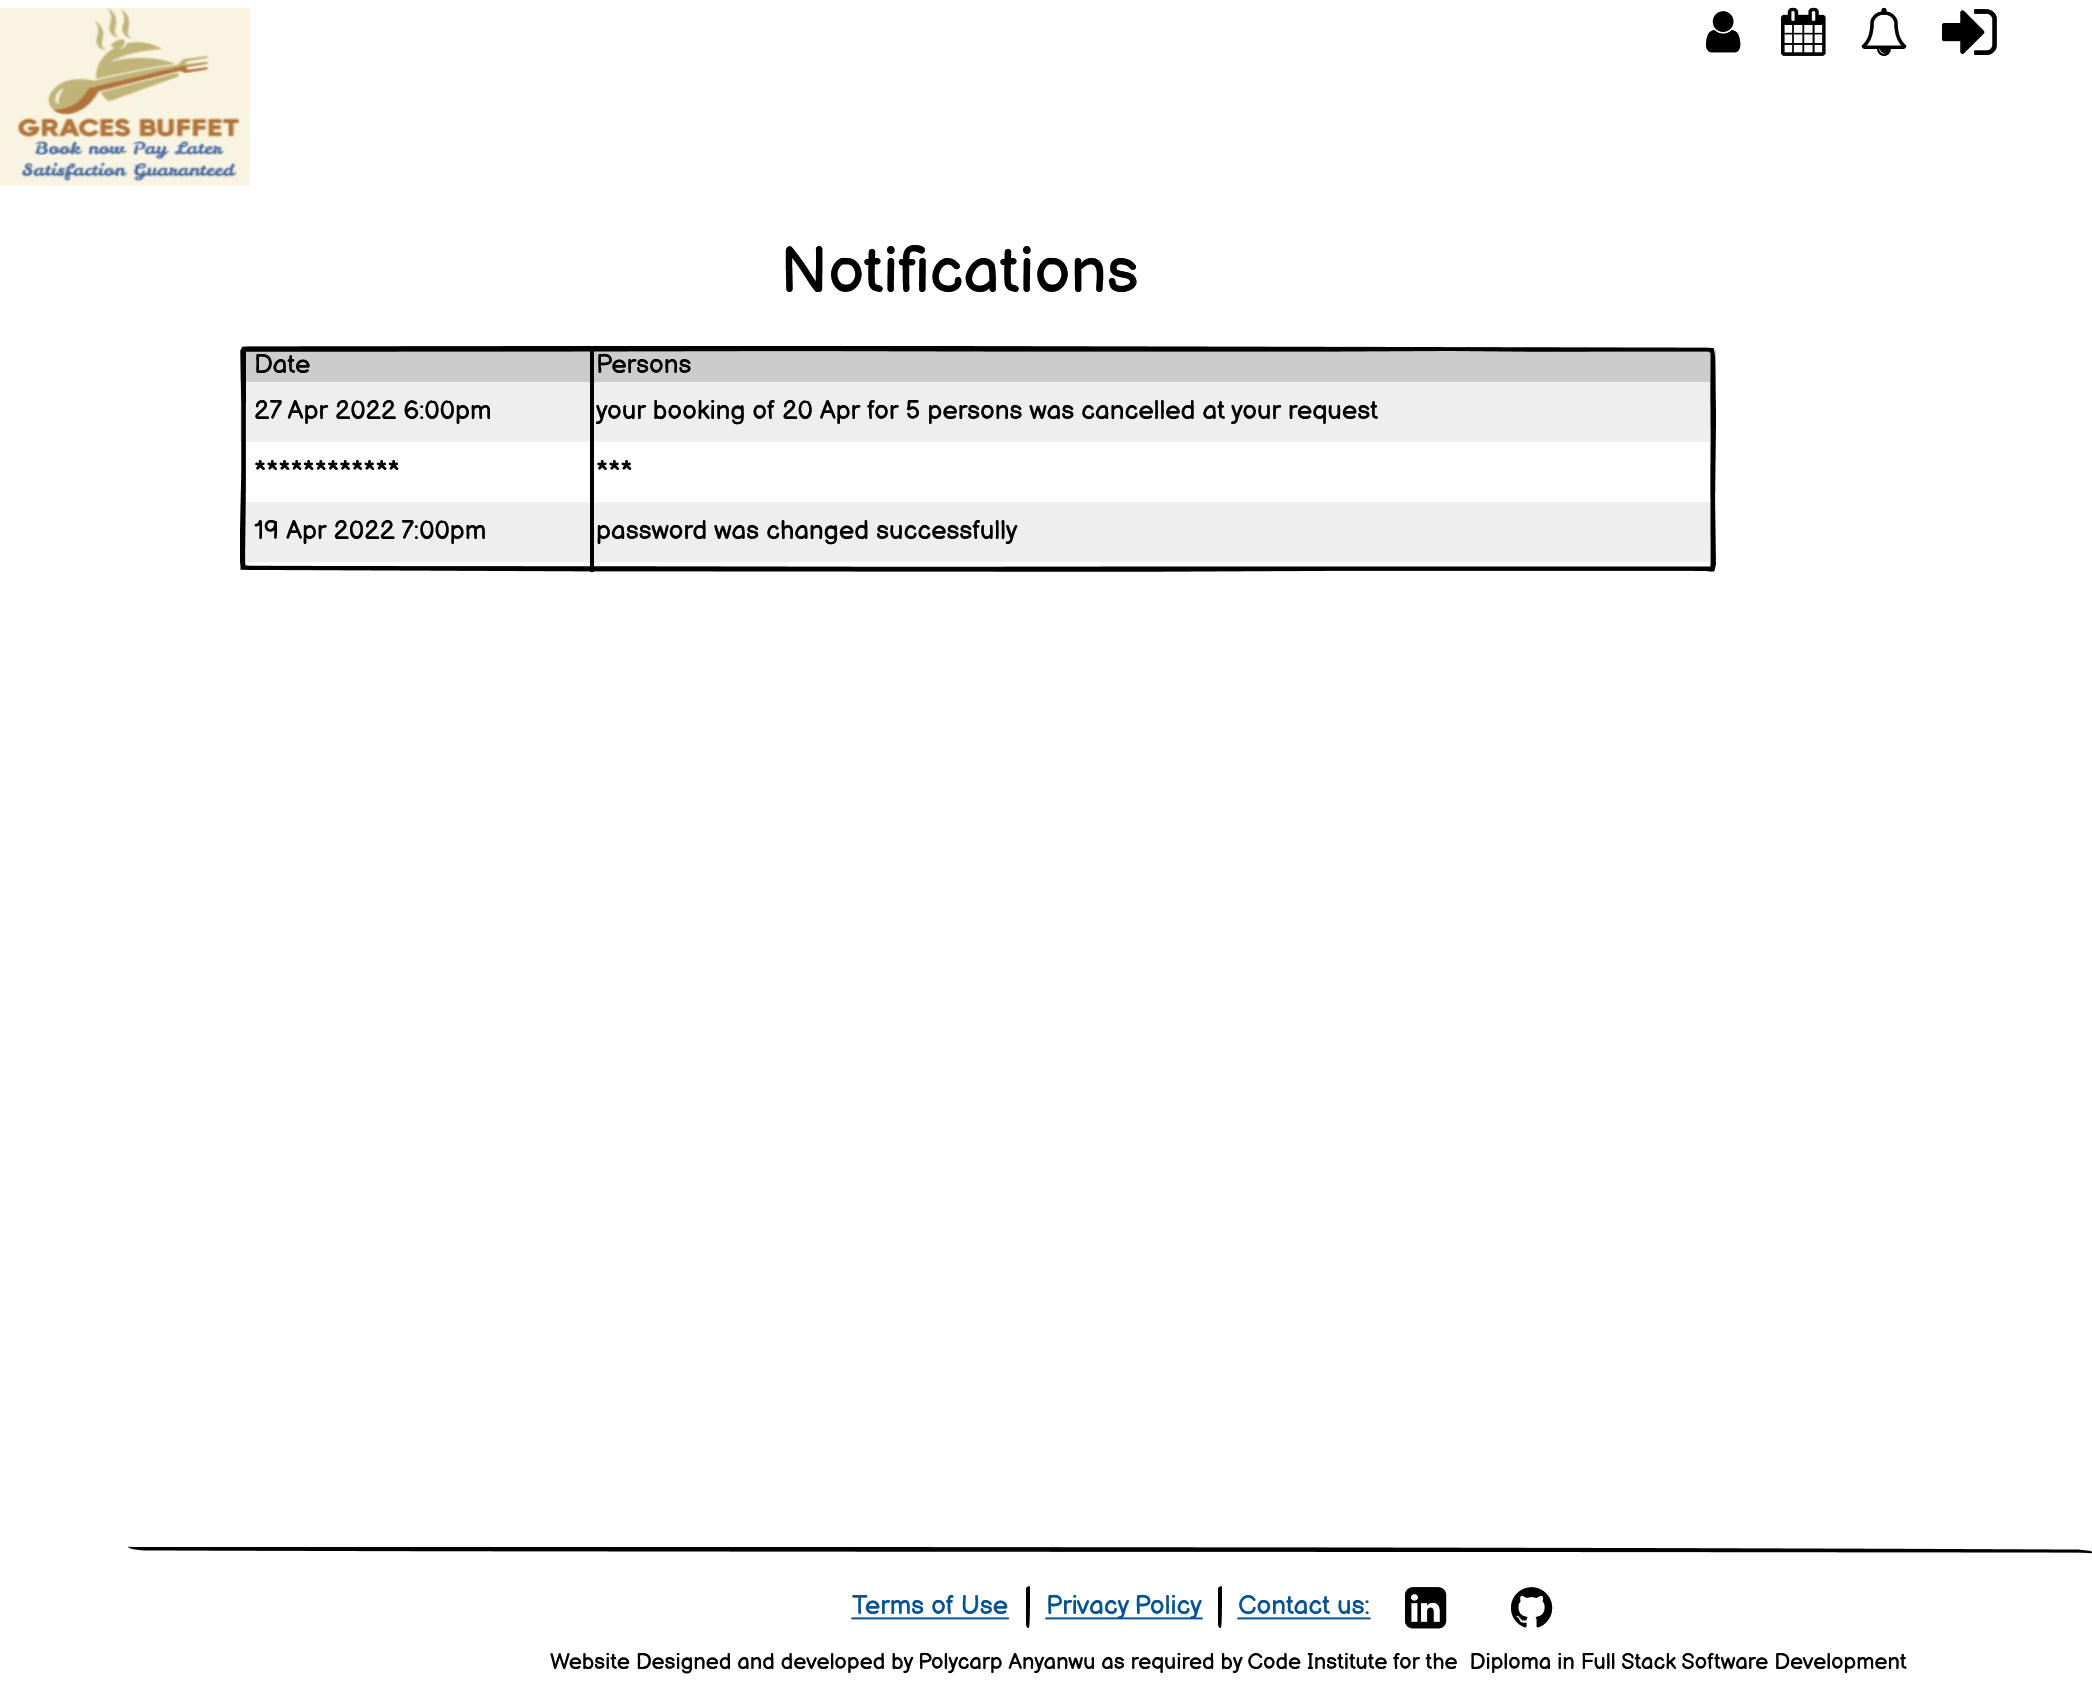 GRACES BUFFET
Book now Pay Later
Satisfaction Guaranteed
Notifications
Date Persons
27 Apr 2022 6:00pm your booking of 20 Apr for 5 persons was cancelled at your request
************ ***
19 Apr 2022 7:00pm password was changed successfully
Terms of Use | Privacy Policy | Contact us: in
Website Designed and developed by Polycarp Anyanwu as required by Code Institute for the Diploma in Full Stack Software Development